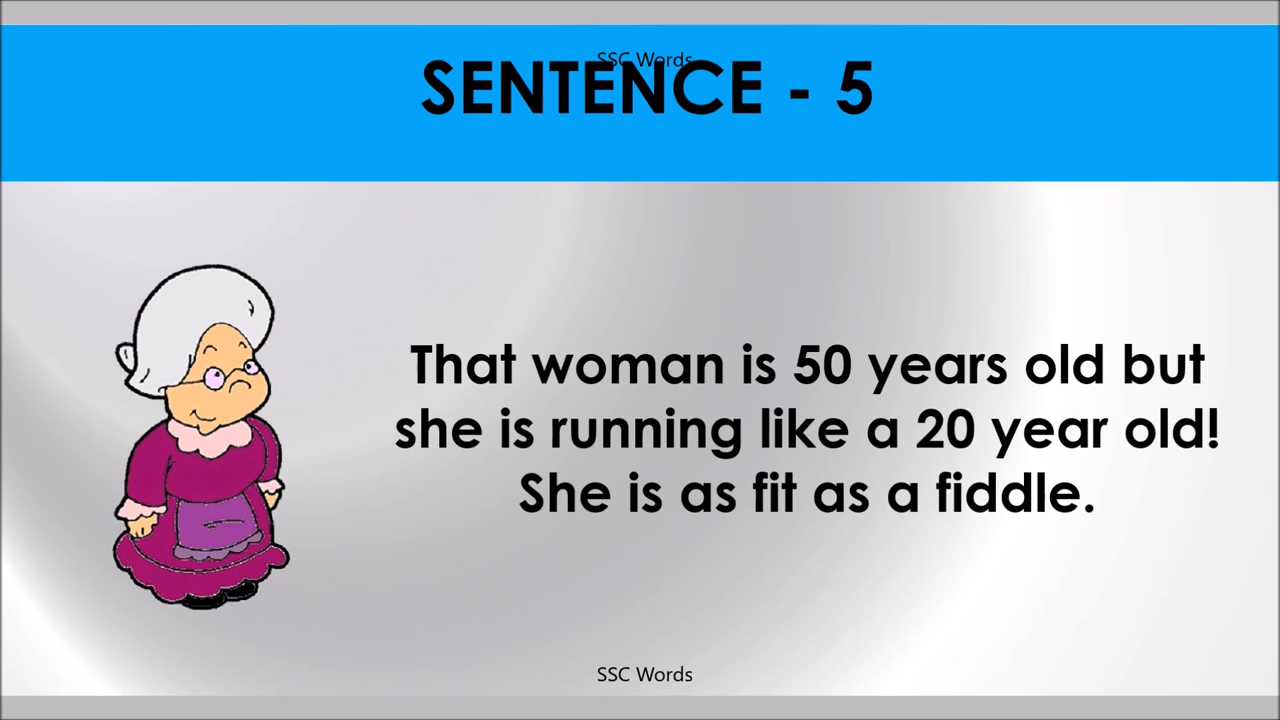 SSC Words
SENTENCE - 5
That woman is 50 years old but
she is running like a 20 year old!
She is as fit as a fiddle.
SSC Words